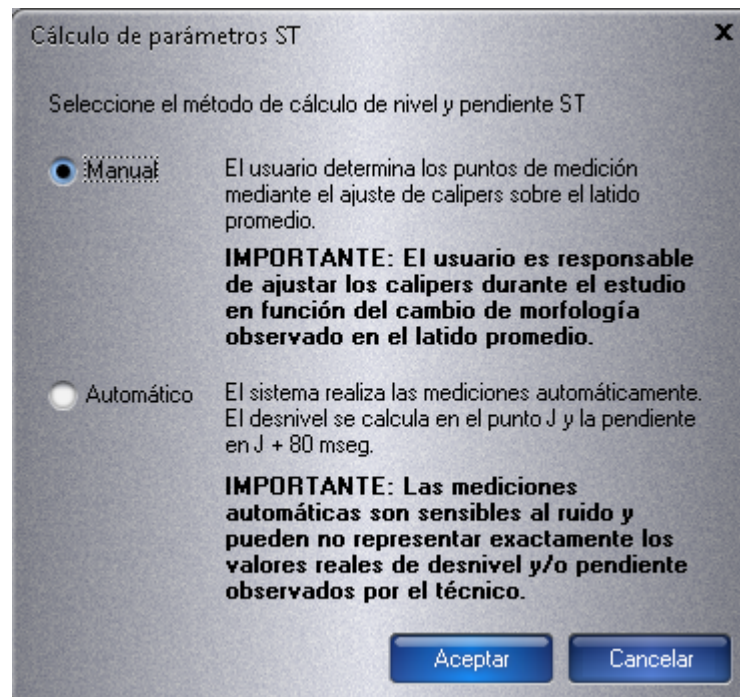 Cálculo de parámetros ST
x
Seleccione el método de cálculo de nivel y pendiente ST
Manual
El usuario determina los puntos de medición
mediante el ajuste de calipers sobre el latido
promedio.
IMPORTANTE: El usuario es responsable
de ajustar los calipers durante el estudio
en función del cambio de morfología
observado en el latido promedio.
Automático
El sistema realiza las mediciones automáticamente.
El desnivel se calcula en el punto J y la pendiente
en J + 80 mseg.
IMPORTANTE: Las mediciones
automáticas son sensibles al ruido y
pueden no representar exactamente los
valores reales de desnivel y/o pendiente
observados por el técnico.
Aceptar
Cancelar